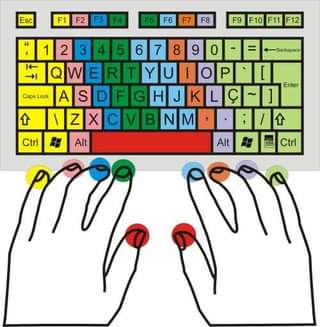 Esc F1 F2 F3 F4 F5 F6 F7 F8 F9 F10 F11 F12
" 1 2 3 4 5 6 7 8 9 0 - = ←Backspace
Q W E R T Y U I O P ` [
Enter
Caps Lock A S D F G H J K L Ç ~ ]
⇧ \ Z X C V B N M , . ; / ⇧
Ctrl Alt Alt Ctrl